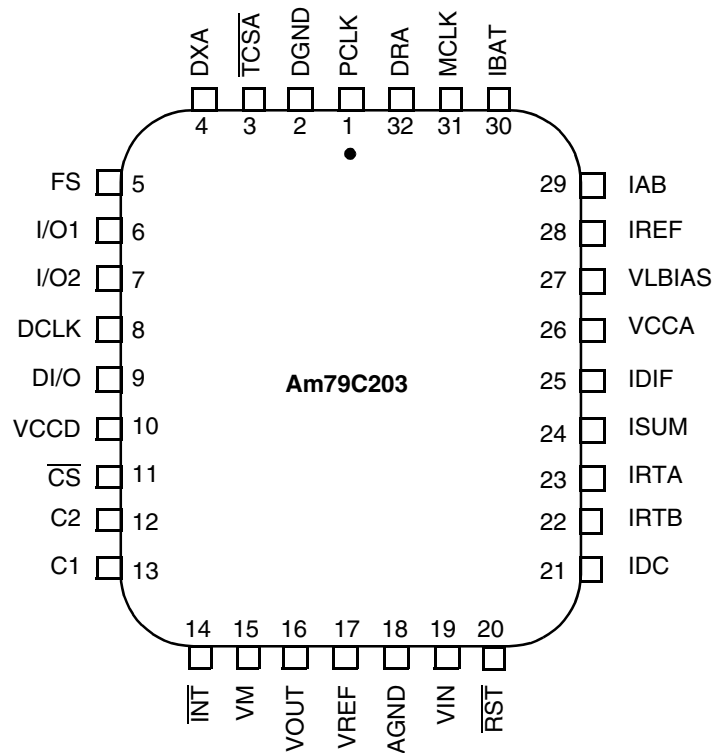 DXA TCSA DGND PCLK DRA MCLK IBAT
4 3 2 1 32 31 30
FS 5 29 IAB
I/O1 6 28 IREF
I/O2 7 27 VLBIAS
DCLK 8 26 VCCA
DI/O 9 Am79C203 25 IDIF
VCCD 10 24 ISUM
CS 11 23 IRTA
C2 12 22 IRTB
C1 13 21 IDC
14 15 16 17 18 19 20
INT VM VOUT VREF AGND VIN RST